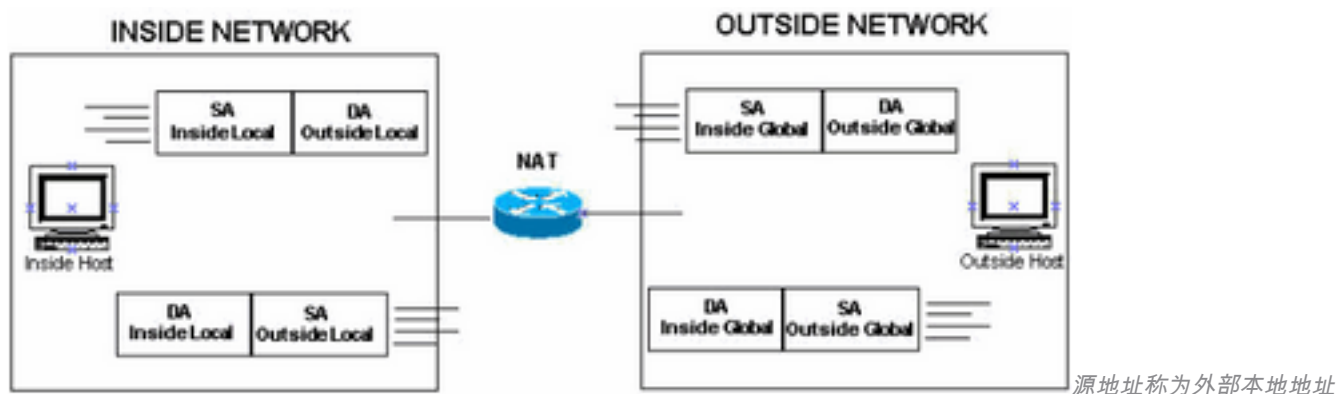 INSIDE NETWORK
OUTSIDE NETWORK
SA
Inside Local
DA
Outside Local
SA
Inside Global
DA
Outside Global
NAT
Inside Host
Outside Host
DA
Inside Local
SA
Outside Local
DA
Inside Global
SA
Outside Global
源地址称为外部本地地址